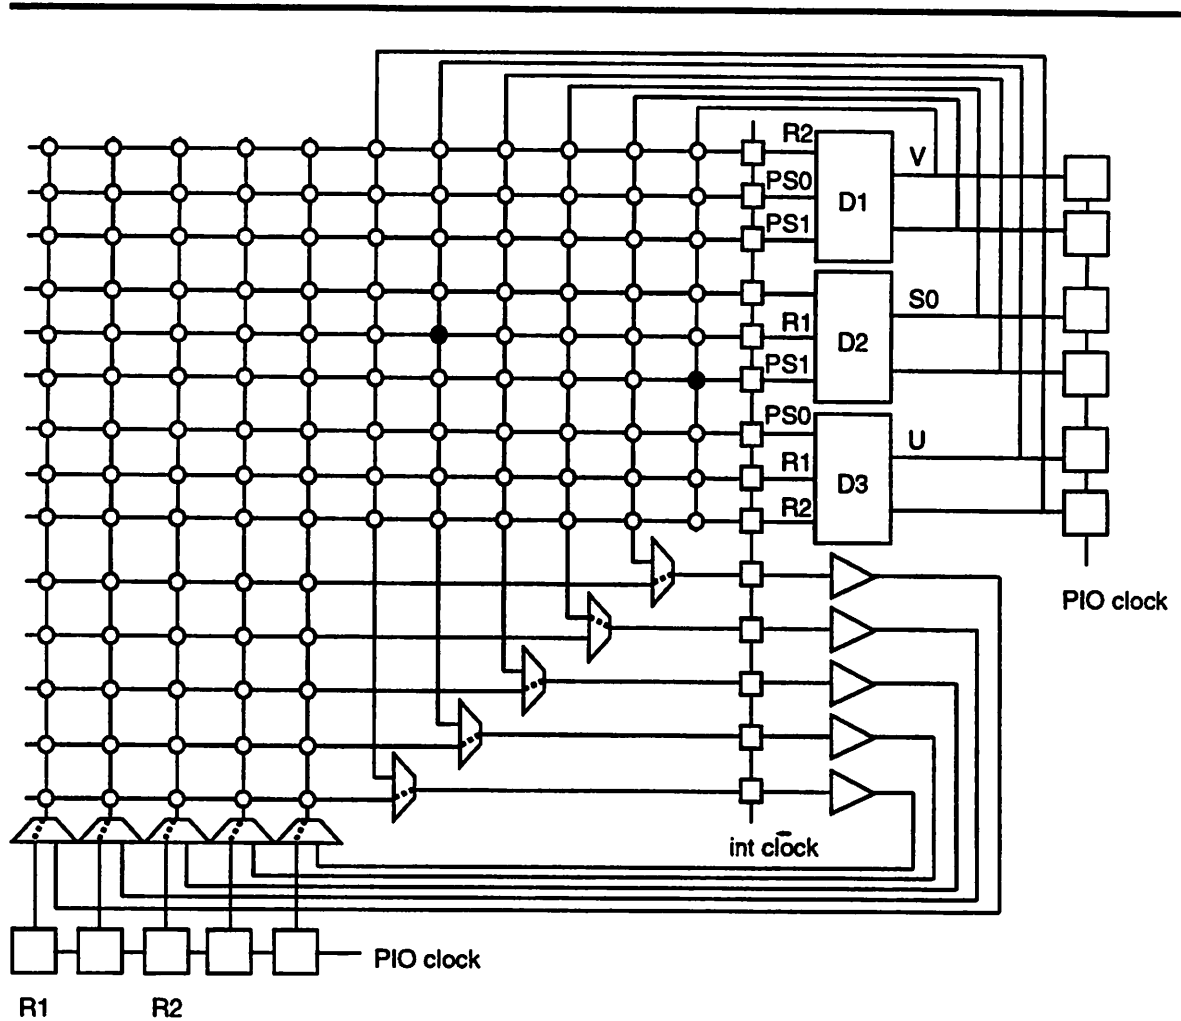 R2
V
PS0
D1
PS1
S0
R1
D2
PS1
PS0
U
R1
D3
R2
PIO clock
int clock
PIO clock
R1 R2